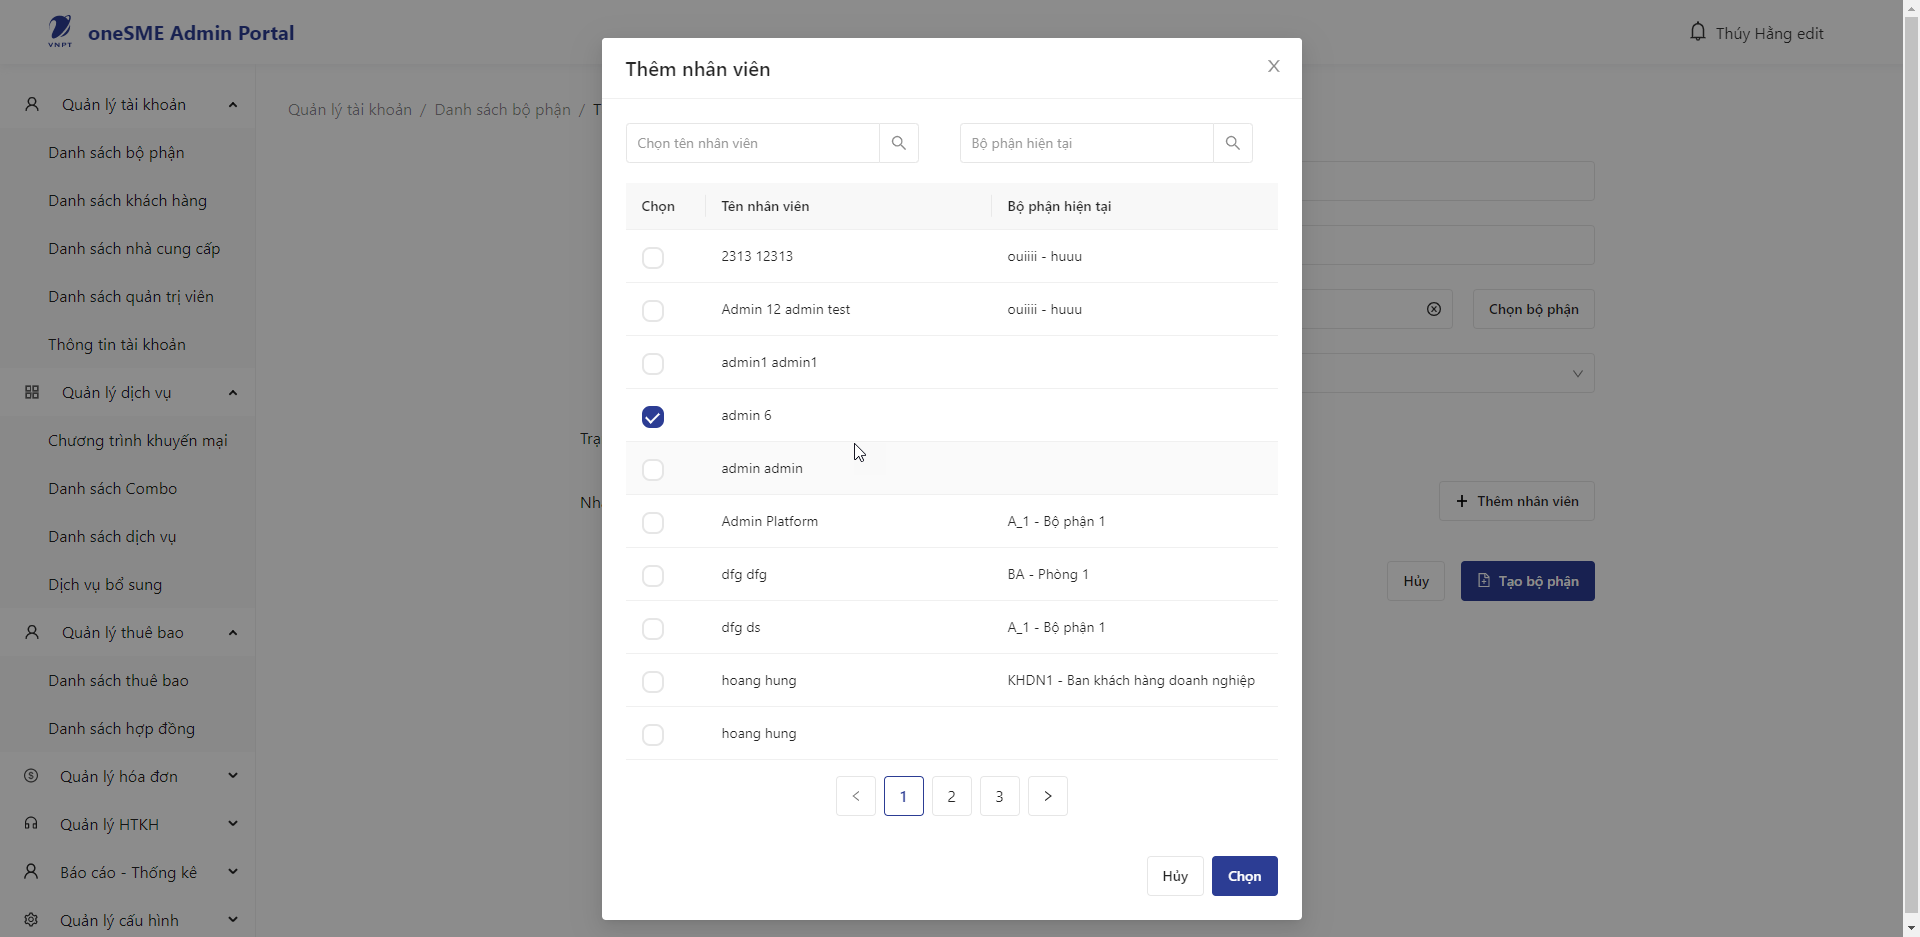 VNPT
oneSME Admin Portal
Thúy Hằng edit
Quản lý tài khoản
Danh sách bộ phận
Danh sách khách hàng
Danh sách nhà cung cấp
Danh sách quản trị viên
Thông tin tài khoản
Quản lý dịch vụ
Chương trình khuyến mại
Danh sách Combo
Danh sách dịch vụ
Dịch vụ bổ sung
Quản lý thuê bao
Danh sách thuê bao
Danh sách hợp đồng
Quản lý hóa đơn
Quản lý HTKH
Báo cáo - Thống kê
Quản lý cấu hình
Quản lý tài khoản / Danh sách bộ phận / T
Chọn bộ phận
Trạ
Nhâ
+ Thêm nhân viên
Hủy
Tạo bộ phận
Thêm nhân viên
Chọn tên nhân viên
Bộ phận hiện tại
Chọn Tên nhân viên Bộ phận hiện tại
2313 12313 ouiiii - huuu
Admin 12 admin test ouiiii - huuu
admin1 admin1
admin 6
admin admin
Admin Platform A_1 - Bộ phận 1
dfg dfg BA - Phòng 1
dfg ds A_1 - Bộ phận 1
hoang hung KHDN1 - Ban khách hàng doanh nghiệp
hoang hung
< 1 2 3 >
Hủy Chọn